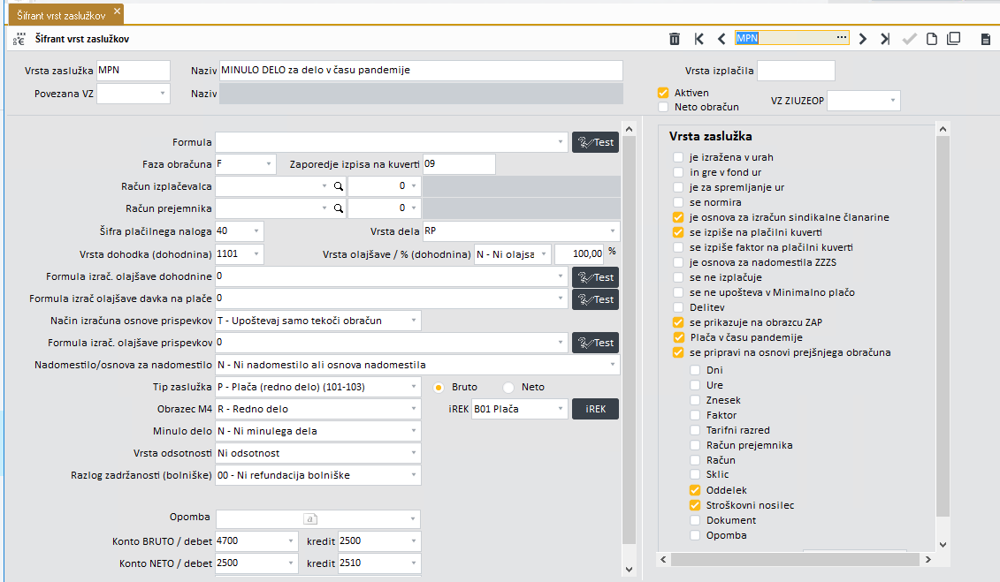 Šifrant vrst zaslužkov
Šifrant vrst zaslužkov
MPN
Vrsta zaslužka MPN Naziv MINULO DELO za delo v času pandemije Vrsta izplačila
Povezana VZ Naziv
Aktiven
Neto obračun
VZ ZIUZEOP
Formula Test
Faza obračuna F Zaporedje izpisa na kuverti 09
Račun izplačevalca 0
Račun prejemnika 0
Šifra plačilnega naloga 40 Vrsta dela RP
Vrsta dohodka (dohodnina) 1101 Vrsta olajšave / % (dohodnina) N - Ni olajša 100,00 %
Formula izrač. olajšave dohodnine 0 Test
Formula izrač olajšave davka na plače 0 Test
Način izračuna osnove prispevkov T - Upoštevaj samo tekoči obračun
Formula izrač. olajšave prispevkov 0 Test
Nadomestilo/osnova za nadomestilo N - Ni nadomestilo ali osnova nadomestila
Tip zaslužka P - Plača (redno delo) (101-103) Bruto Neto
Obrazec M4 R - Redno delo iREK B01 Plača iREK
Minulo delo N - Ni minulega dela
Vrsta odsotnosti Ni odsotnost
Razlog zadržanosti (bolniške) 00 - Ni refundacija bolniške
Opomba a
Konto BRUTO / debet 4700 kredit 2500
Konto NETO / debet 2500 kredit 2510
Vrsta zaslužka
je izražena v urah
in gre v fond ur
je za spremljanje ur
se normira
je osnova za izračun sindikalne članarine
se izpiše na plačilni kuverti
se izpiše faktor na plačilni kuverti
je osnova za nadomestila ZZZS
se ne izplačuje
se ne upošteva v Minimalno plačo
Delitev
se prikazuje na obrazcu ZAP
Plača v času pandemije
se pripravi na osnovi prejšnjega obračuna
Dni
Ure
Znesek
Faktor
Tarifni razred
Račun prejemnika
Račun
Sklic
Oddelek
Stroškovni nosilec
Dokument
Opomba